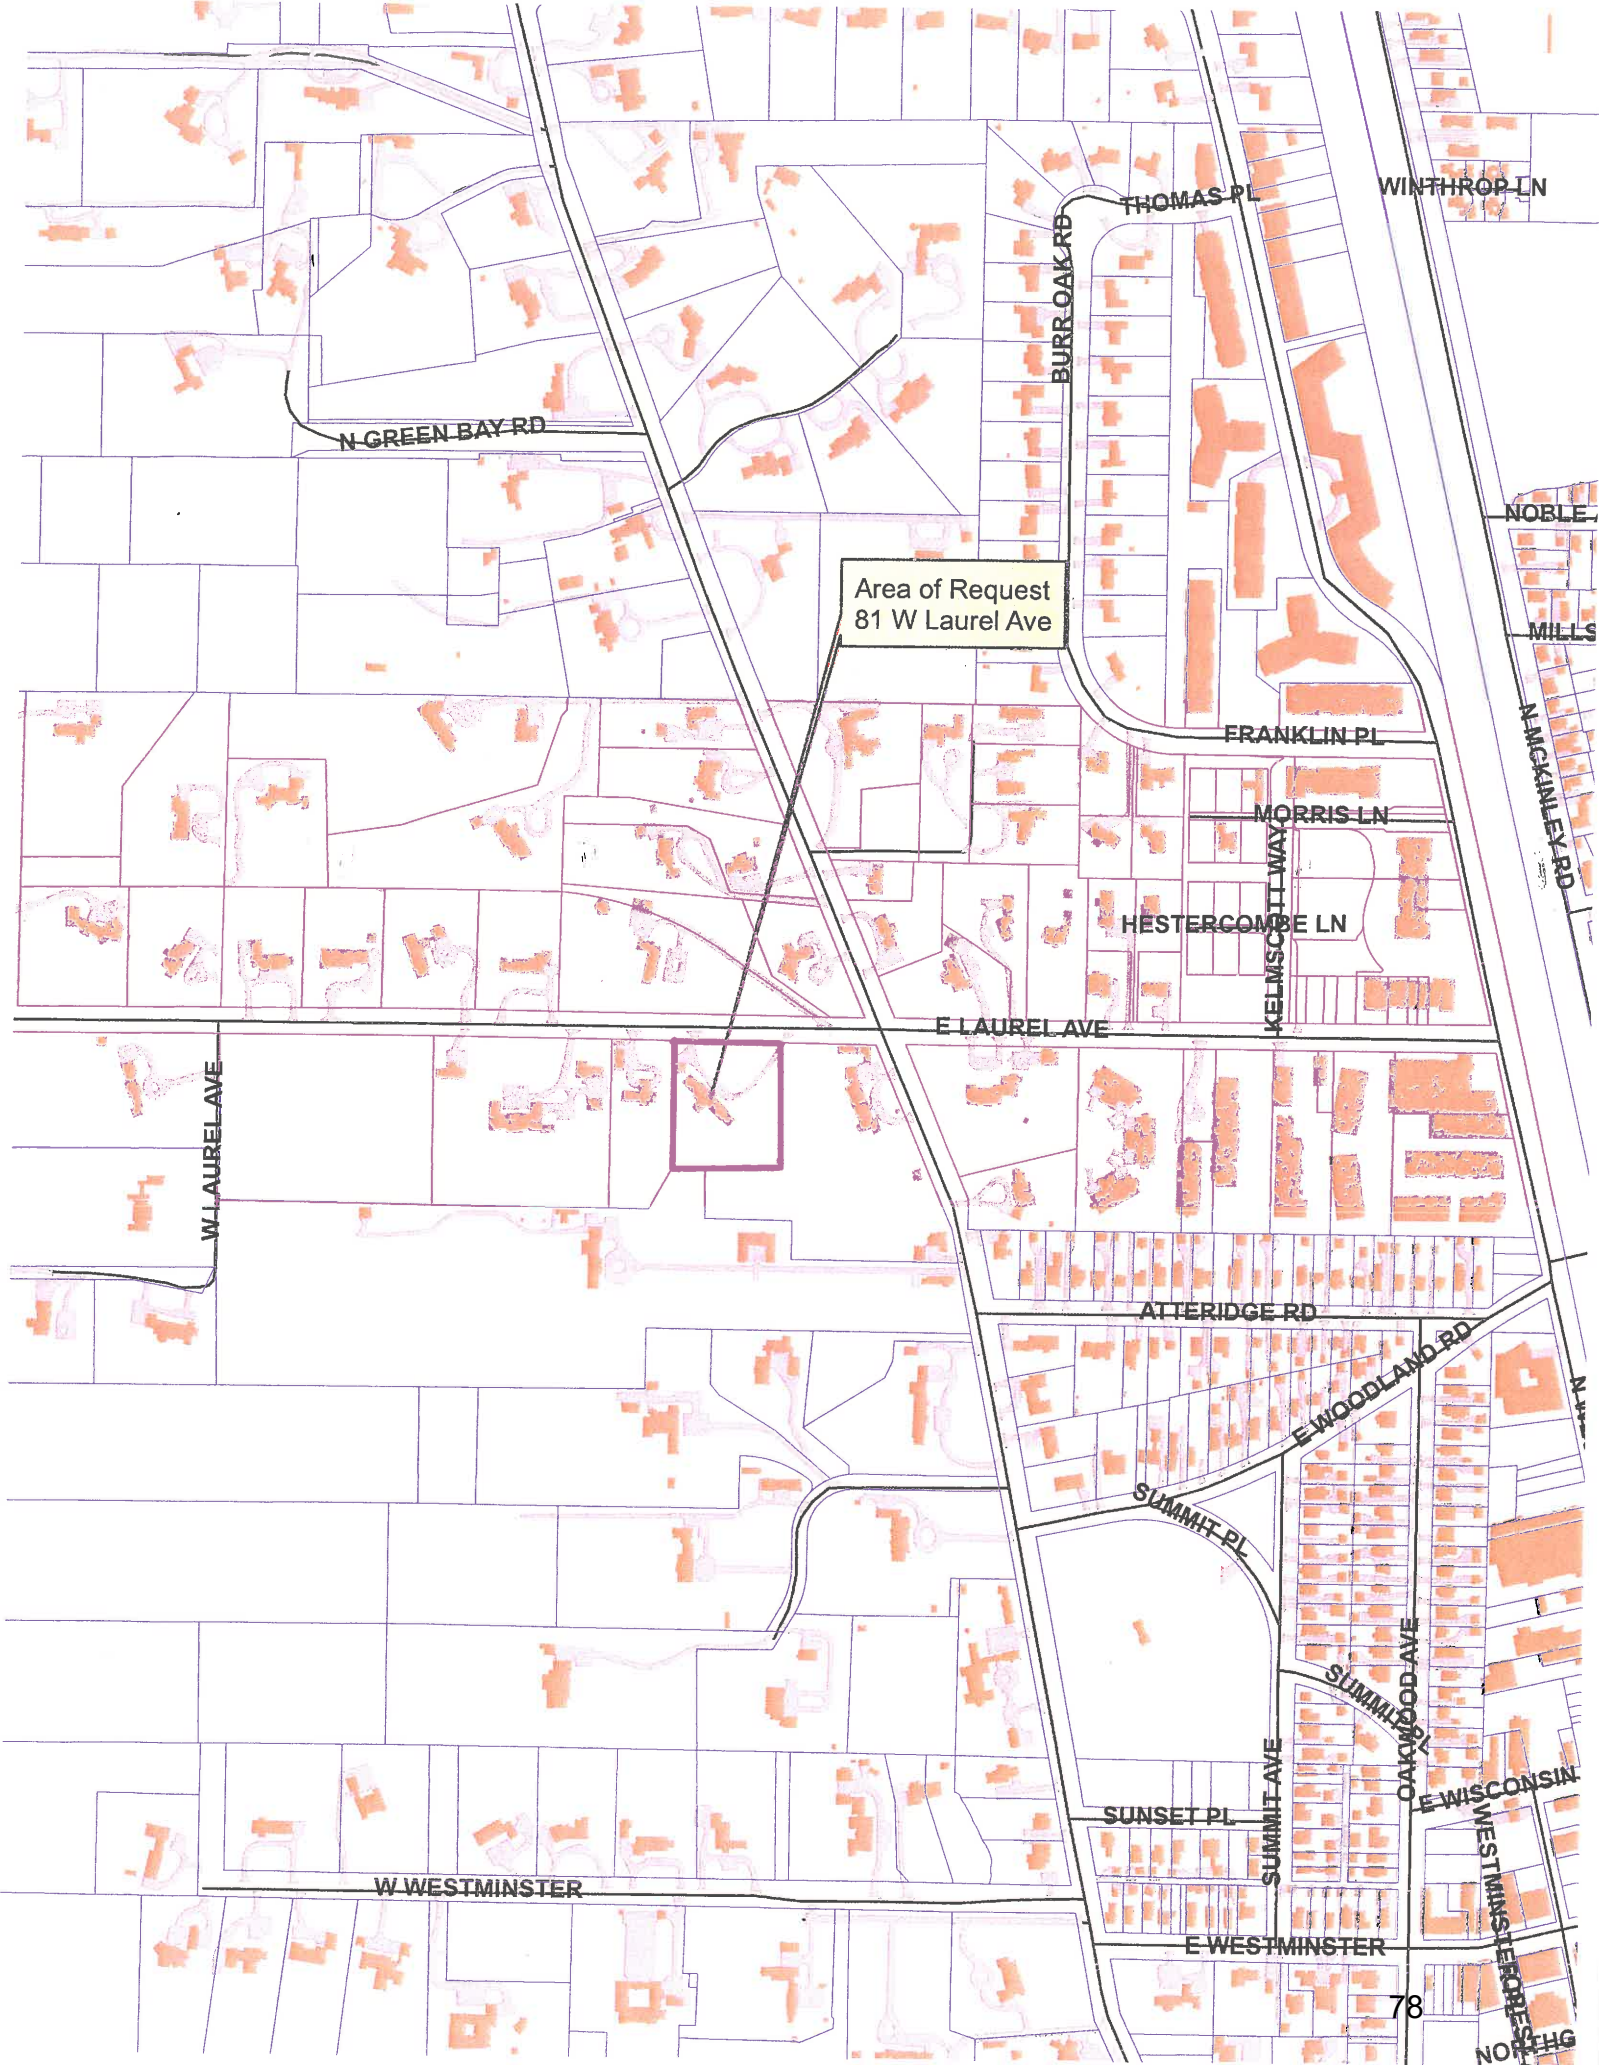 THOMAS PL
WINTHROP LN
BURR OAK RD
N GREEN BAY RD
NOBLE
Area of Request
81 W Laurel Ave
MILLS
N MCKINLEY RD
FRANKLIN PL
MORRIS LN
KELMSCOTT WAY
HESTERCOMBE LN
E LAUREL AVE
W LAUREL AVE
ATTERIDGE RD
E WOODLAND RD
SUMMIT PL
OAKWOOD AVE
SUMMIT PL
SUMMIT AVE
E WISCONSIN
SUNSET PL
WESTMINSTER
W WESTMINSTER
E WESTMINSTER
78